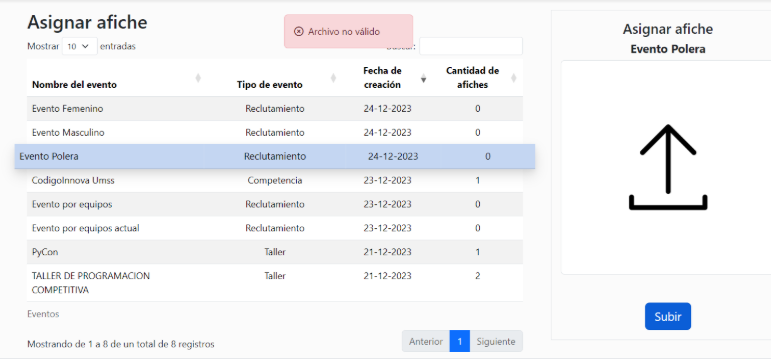 Asignar afiche
Archivo no válido
Mostrar 10 entradas
Buscar:
Nombre del evento Tipo de evento Fecha de creación Cantidad de afiches
Evento Femenino Reclutamiento 24-12-2023 0
Evento Masculino Reclutamiento 24-12-2023 0
Evento Polera Reclutamiento 24-12-2023 0
CodigoInnova Umss Competencia 23-12-2023 1
Evento por equipos Reclutamiento 23-12-2023 0
Evento por equipos actual Reclutamiento 23-12-2023 0
PyCon Taller 21-12-2023 1
TALLER DE PROGRAMACION Taller 21-12-2023 2
COMPETITIVA
Eventos
Mostrando de 1 a 8 de un total de 8 registros
Anterior 1 Siguiente
Asignar afiche
Evento Polera
Subir